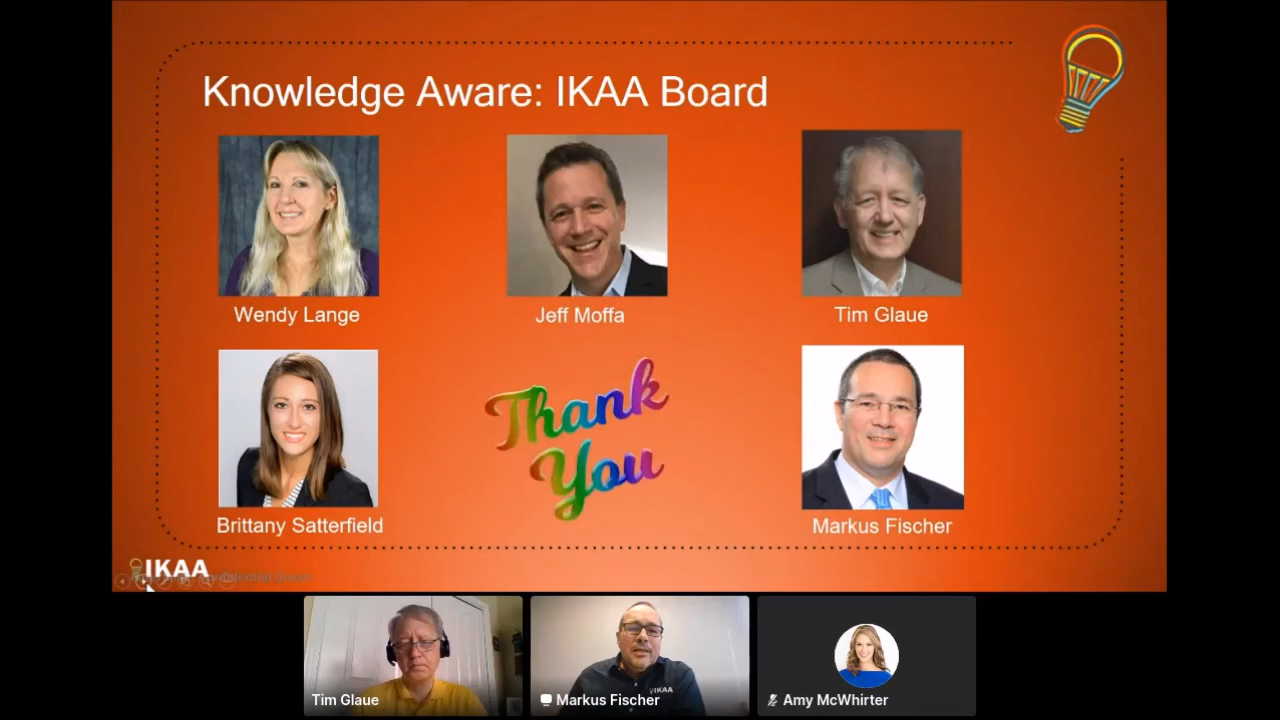 Knowledge Aware: IKAA Board
Wendy Lange
Jeff Moffa
Tim Glaue
Brittany Satterfield
Thank
You
Markus Fischer
IKAA
Tim Glaue
Markus Fischer
IKAA
Amy McWhirter